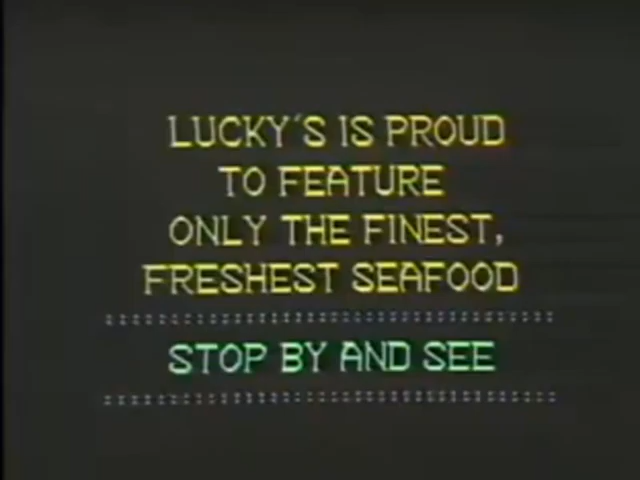 LUCKY'S IS PROUD
TO FEATURE
ONLY THE FINEST,
FRESHEST SEAFOOD
STOP BY AND SEE